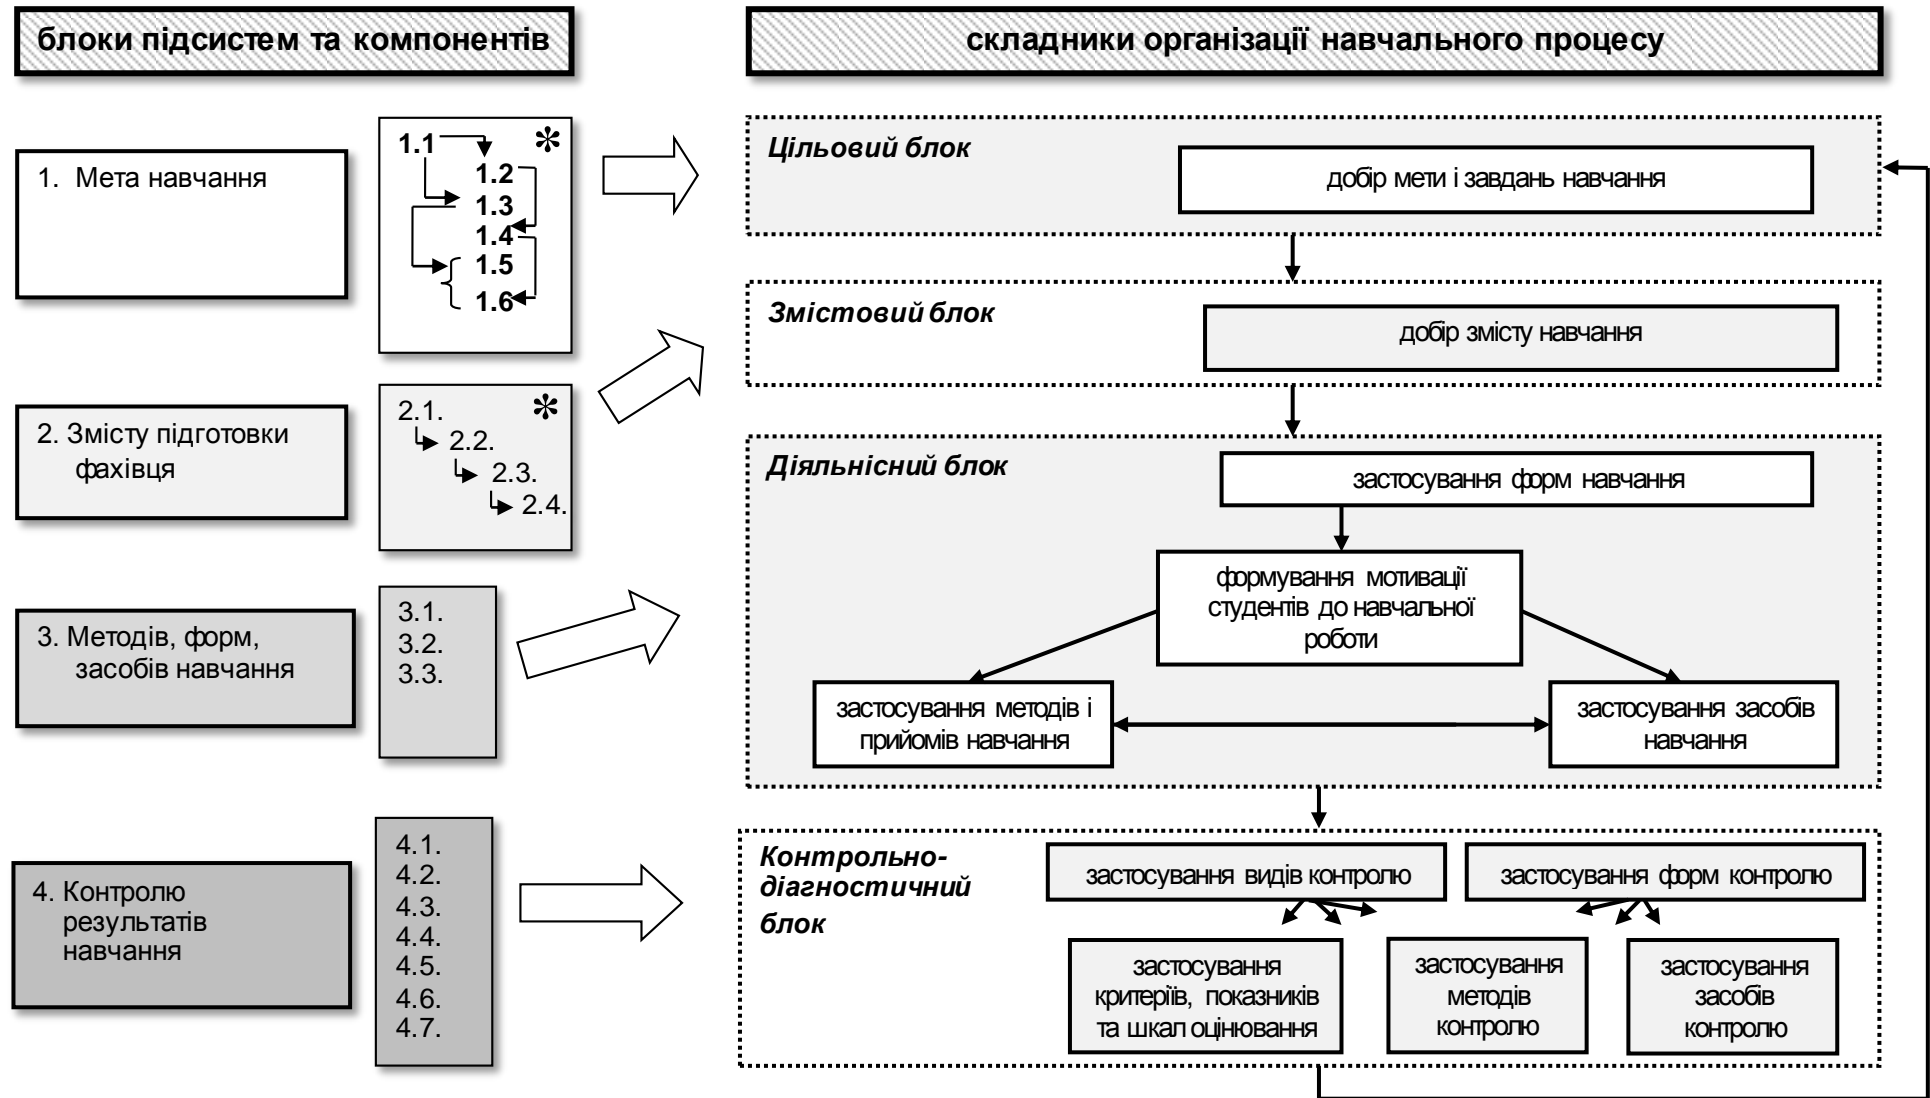 блоки підсистем та компонентів
складники організації навчального процесу
1. Мета навчання
1.1
*
1.2
1.3
1.4
1.5
1.6
Цільовий блок
добір мети і завдань навчання
Змістовий блок
добір змісту навчання
2. Змісту підготовки
фахівця
2.1.
*
2.2.
2.3.
2.4.
Діяльнісний блок
застосування форм навчання
формування мотивації
студентів до навчальної
роботи
застосування методів і
прийомів навчання
застосування засобів
навчання
3. Методів, форм,
засобів навчання
3.1.
3.2.
3.3.
4. Контролю
результатів
навчання
4.1.
4.2.
4.3.
4.4.
4.5.
4.6.
4.7.
Контрольно-
діагностичний
блок
застосування видів контролю
застосування форм контролю
застосування
критеріїв, показників
та шкал оцінювання
застосування
методів
контролю
застосування
засобів
контролю